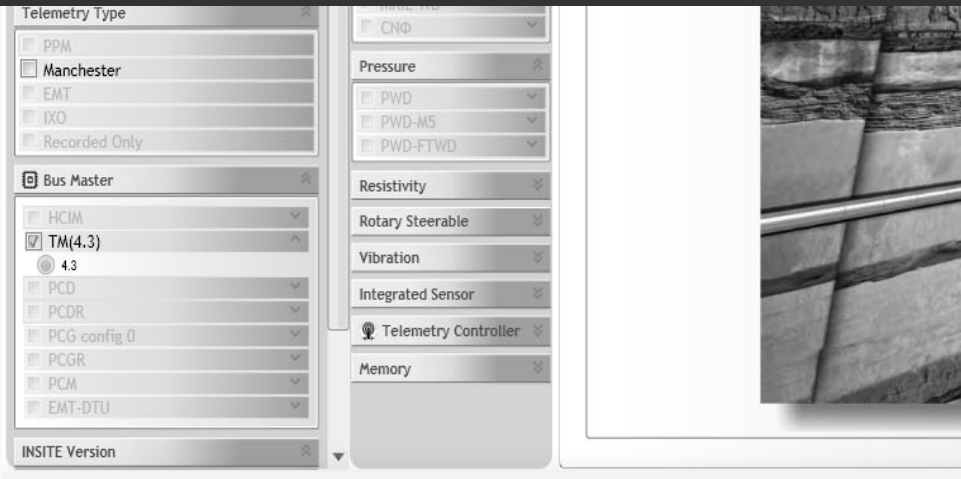 Telemetry Type
PPM
Manchester
EMT
IXO
Recorded Only
Bus Master
HCIM
TM(4.3)
4.3
PCD
PCDR
PCG config 0
PCGR
PCM
EMT-DTU
INSITE Version
CNΦ
Pressure
PWD
PWD-M5
PWD-FTWD
Resistivity
Rotary Steerable
Vibration
Integrated Sensor
Telemetry Controller
Memory